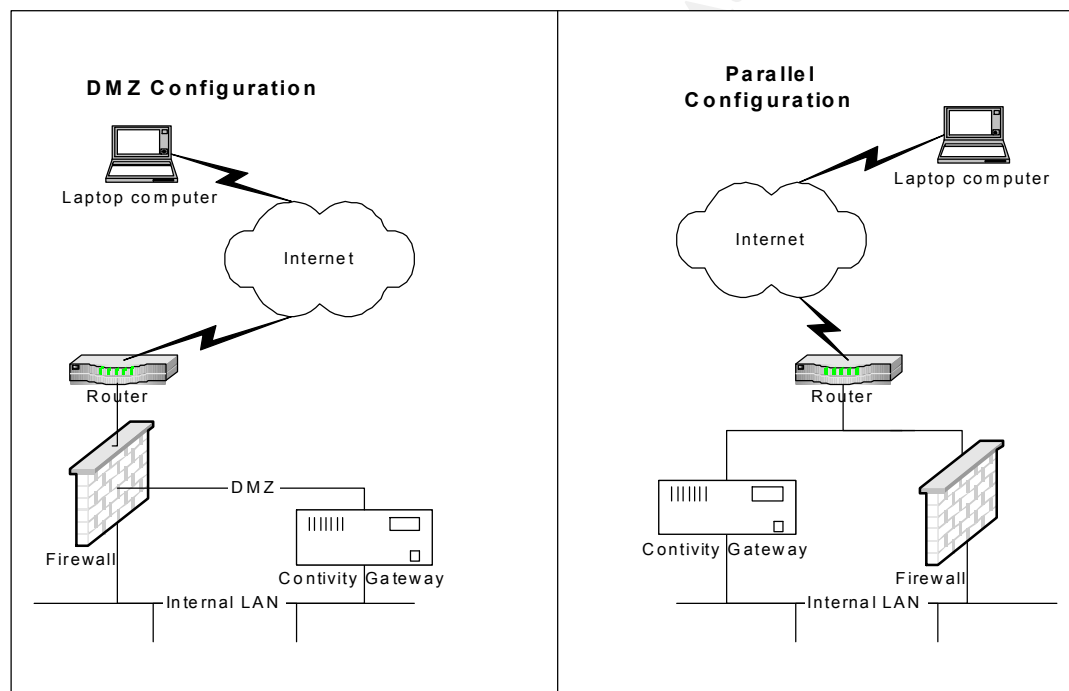 DMZ Configuration
Laptop computer
Internet
Router
DMZ
Firewall
Contivity Gateway
Internal LAN
Parallel
Configuration
Laptop computer
Internet
Router
Contivity Gateway
Firewall
Internal LAN